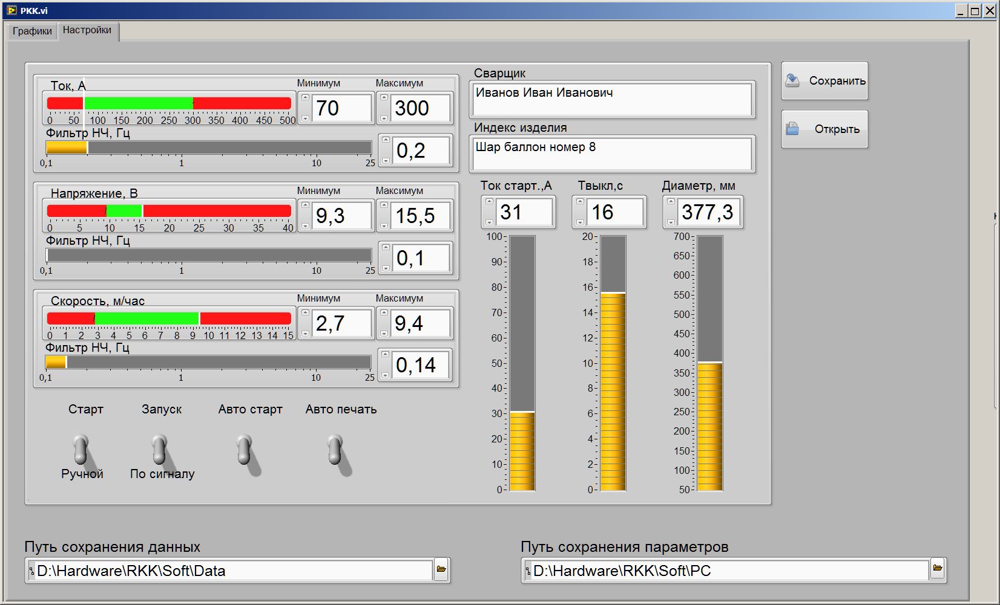 РКК.vi
Графики Настройки
Ток, А Минимум Максимум
70 300
0 50 100 150 200 250 300 350 400 450 500
Фильтр НЧ, Гц
0,2
0,1 1 10 25
Напряжение, В Минимум Максимум
9,3 15,5
0 5 10 15 20 25 30 35 40
Фильтр НЧ, Гц
0,1
0,1 1 10 25
Скорость, м/час Минимум Максимум
2,7 9,4
0 1 2 3 4 5 6 7 8 9 10 11 12 13 14 15
Фильтр НЧ, Гц
0,14
0,1 1 10 25
Старт Запуск Авто старт Авто печать
Ручной По сигналу
Сварщик
Иванов Иван Иванович
Индекс изделия
Шар баллон номер 8
Ток старт.,А Твыкл,с Диаметр, мм
31 16 377,3
100 20 700
650
90 18
600
80 16
550
70 14
500
450
60 12
400
50 10
350
40 8
300
30 6
250
20 4
200
150
10 2
100
0 0 50
Сохранить
Открыть
Путь сохранения данных
D:\Hardware\RKK\Soft\Data
Путь сохранения параметров
D:\Hardware\RKK\Soft\PC